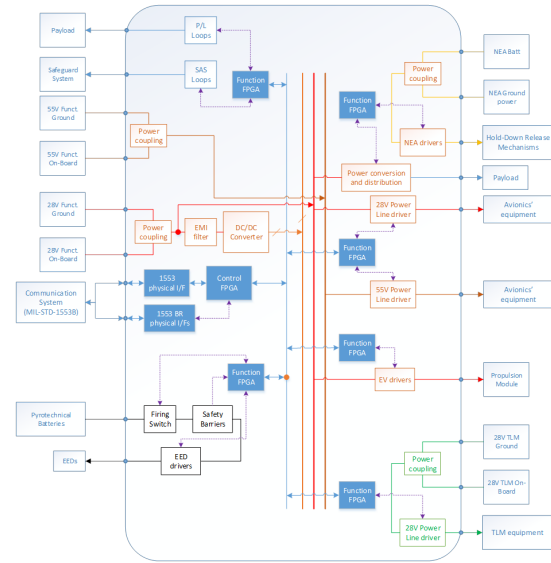 Payload
P/L
Loops
Safeguard
System
SAS
Loops
Function
FPGA
55V Funct.
Ground
55V Funct.
On-Board
Power
coupling
28V Funct.
Ground
28V Funct.
On-Board
Power
coupling
EMI
filter
DC/DC
Converter
Communication
System
(MIL-STD-1553B)
1553
physical I/F
1553 BR
physical I/Fs
Control
FPGA
Function
FPGA
Pyrotechnical
Batteries
Firing
Switch
Safety
Barriers
EEDs
EED
drivers
NEA Batt
Power
coupling
NEA Ground
power
Function
FPGA
NEA drivers
Hold-Down Release
Mechanisms
Power conversion
and distribution
Payload
28V Power
Line driver
Avionics'
equipment
Function
FPGA
55V Power
Line driver
Avionics'
equipment
Function
FPGA
EV drivers
Propulsion
Module
28V TLM
Ground
Power
coupling
28V TLM On-
Board
Function
FPGA
28V Power
Line driver
TLM equipment